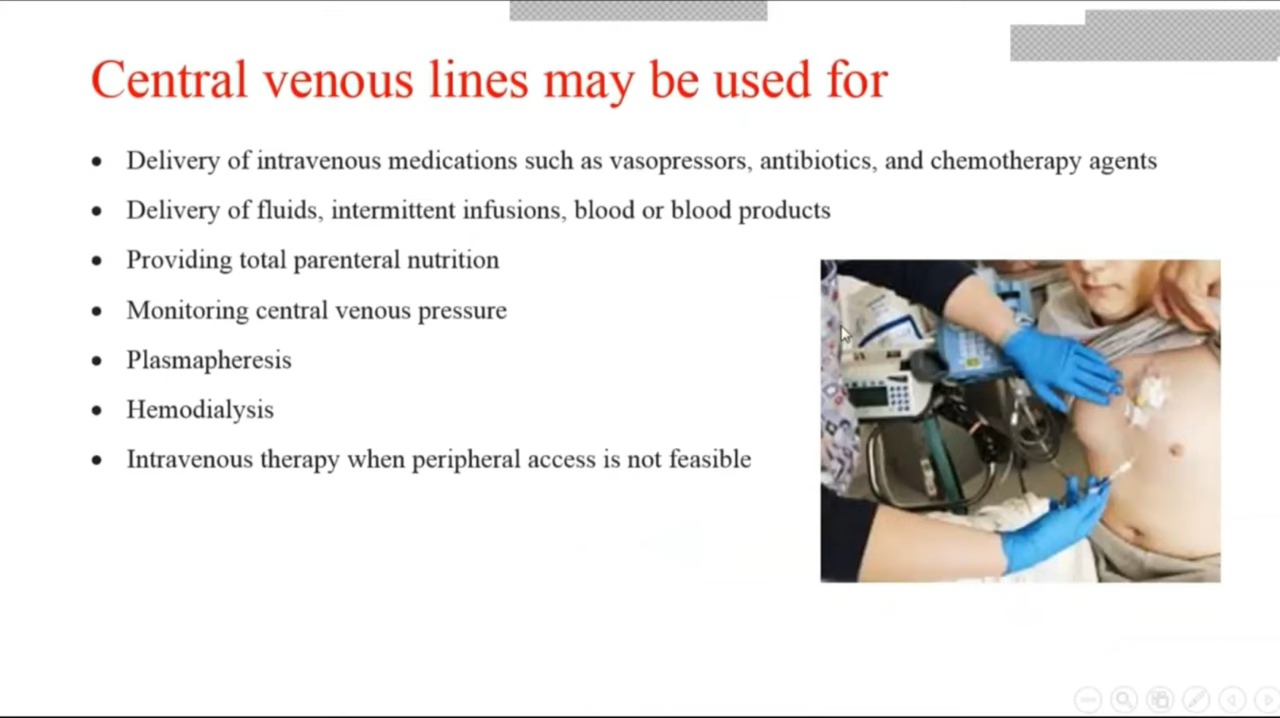 Central venous lines may be used for
• Delivery of intravenous medications such as vasopressors, antibiotics, and chemotherapy agents
• Delivery of fluids, intermittent infusions, blood or blood products
• Providing total parenteral nutrition
• Monitoring central venous pressure
• Plasmapheresis
• Hemodialysis
• Intravenous therapy when peripheral access is not feasible